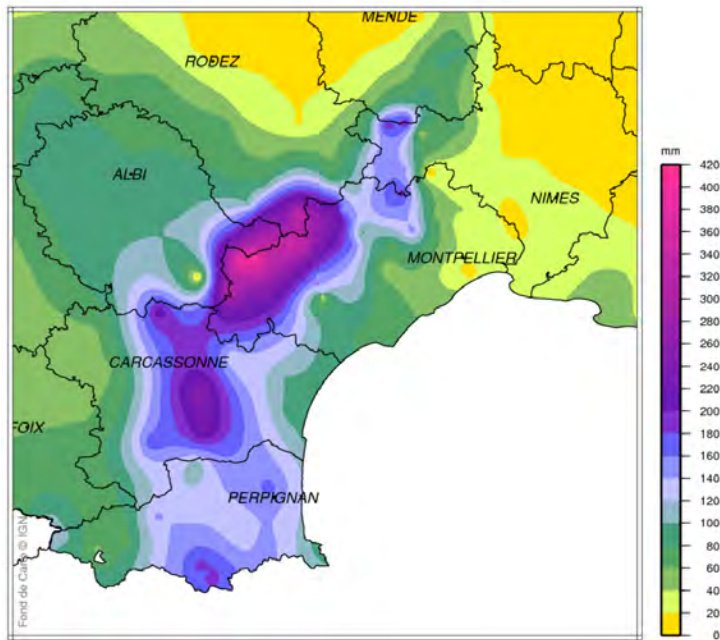 MENDE
RODEZ
ALBI
NIMES
MONTPELLIER
CARCASSONNE
FOIX
PERPIGNAN
Fond de Carte © IGN
mm
420
400
380
360
340
320
300
280
260
240
220
200
180
160
140
120
100
80
60
40
20
0